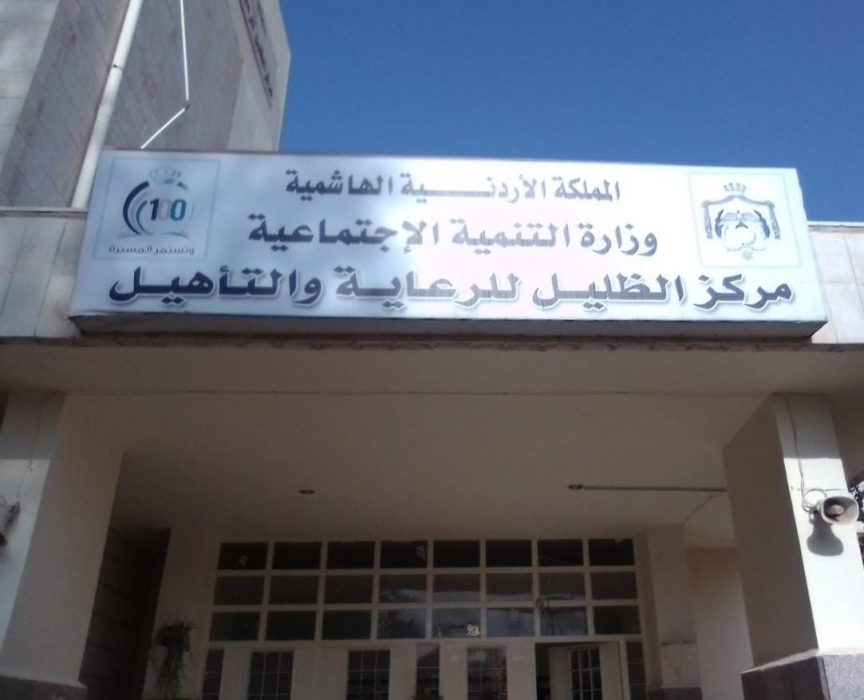 المملكة الأردنية الهاشمية
وزارة التنمية الإجتماعية
مركز الظليل للرعاية والتأهيل
100
وتستمر المسيرة